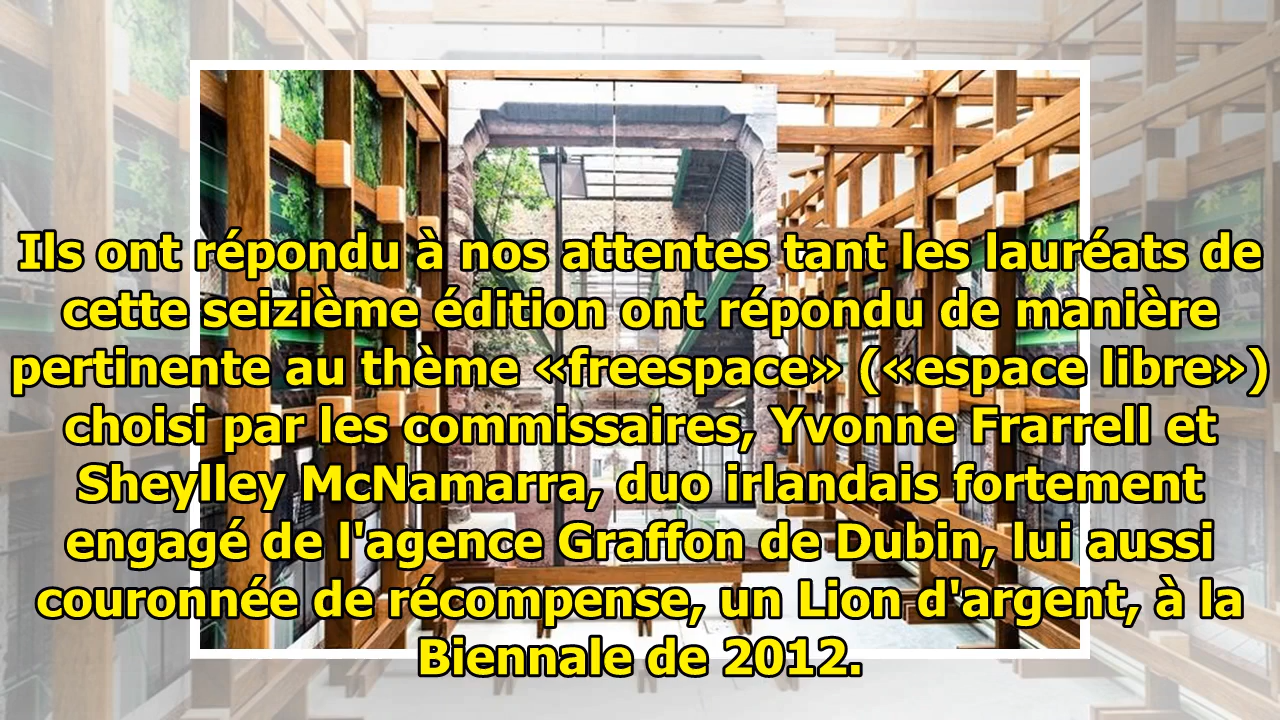 Ils ont répondu à nos attentes tant les lauréats de
cette seizième édition ont répondu de manière
pertinente au thème «freespace» («espace libre»)
choisi par les commissaires, Yvonne Frarrell et
Sheylley McNamarra, duo irlandais fortement
engagé de l'agence Graffon de Dubin, lui aussi
couronnée de récompense, un Lion d'argent, à la
Biennale de 2012.